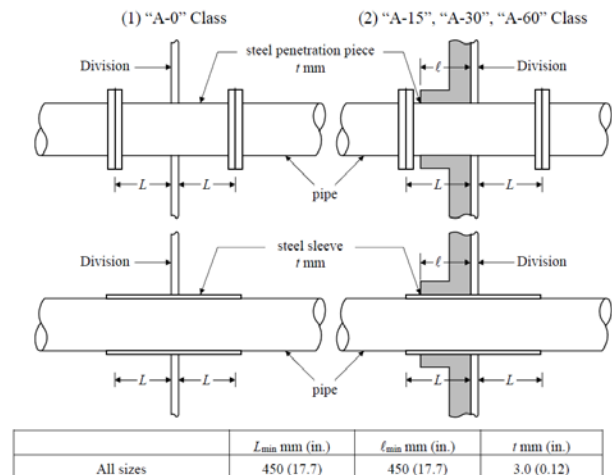 (1) “A-0” Class
(2) “A-15”, “A-30”, “A-60” Class
Division
steel penetration piece
t mm
ℓ
Division
L L
pipe
L L
Division
steel sleeve
t mm
ℓ
Division
L L
pipe
L L
Lmin mm (in.) ℓmin mm (in.) t mm (in.)
All sizes 450 (17.7) 450 (17.7) 3.0 (0.12)